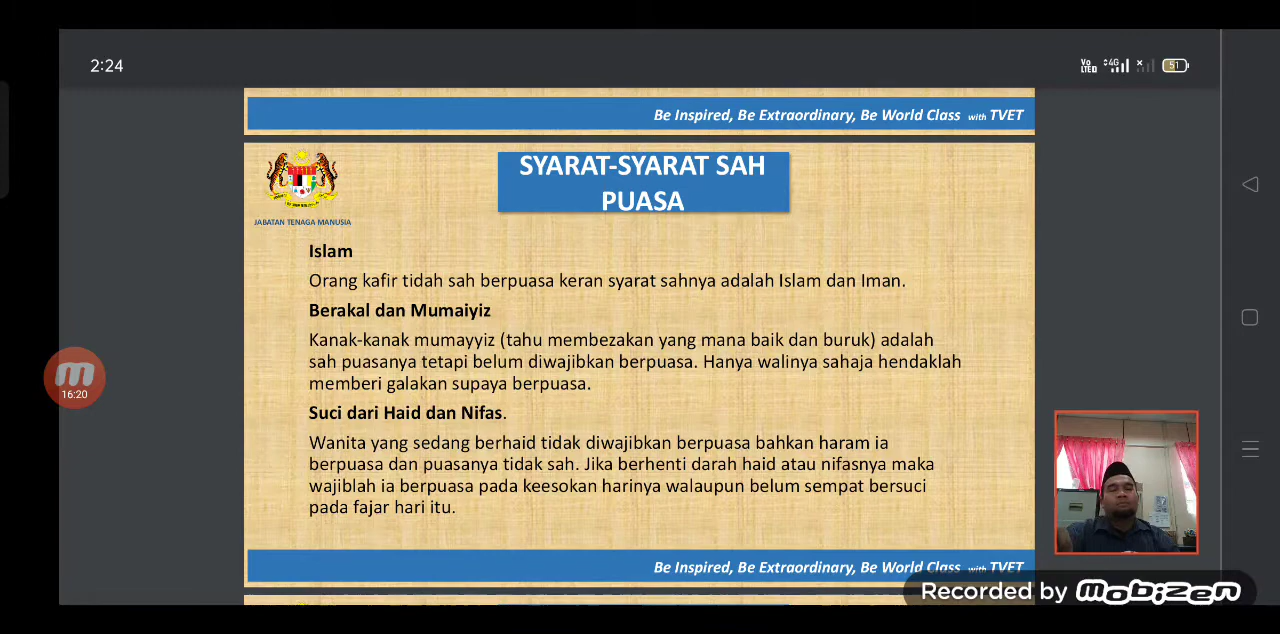 2:24
Vo LTE 4G 51
Be Inspired, Be Extraordinary, Be World Class with TVET
SYARAT-SYARAT SAH
PUASA
JABATAN TENAGA MANUSIA
Islam
Orang kafir tidah sah berpuasa keran syarat sahnya adalah Islam dan Iman.
Berakal dan Mumaiyiz
Kanak-kanak mumayyiz (tahu membezakan yang mana baik dan buruk) adalah
sah puasanya tetapi belum diwajibkan berpuasa. Hanya walinya sahaja hendaklah
memberi galakan supaya berpuasa.
Suci dari Haid dan Nifas.
Wanita yang sedang berhaid tidak diwajibkan berpuasa bahkan haram ia
berpuasa dan puasanya tidak sah. Jika berhenti darah haid atau nifasnya maka
wajiblah ia berpuasa pada keesokan harinya walaupun belum sempat bersuci
pada fajar hari itu.
m
16:20
Be Inspired, Be Extraordinary, Be World Class with TVET
Recorded by mobizen